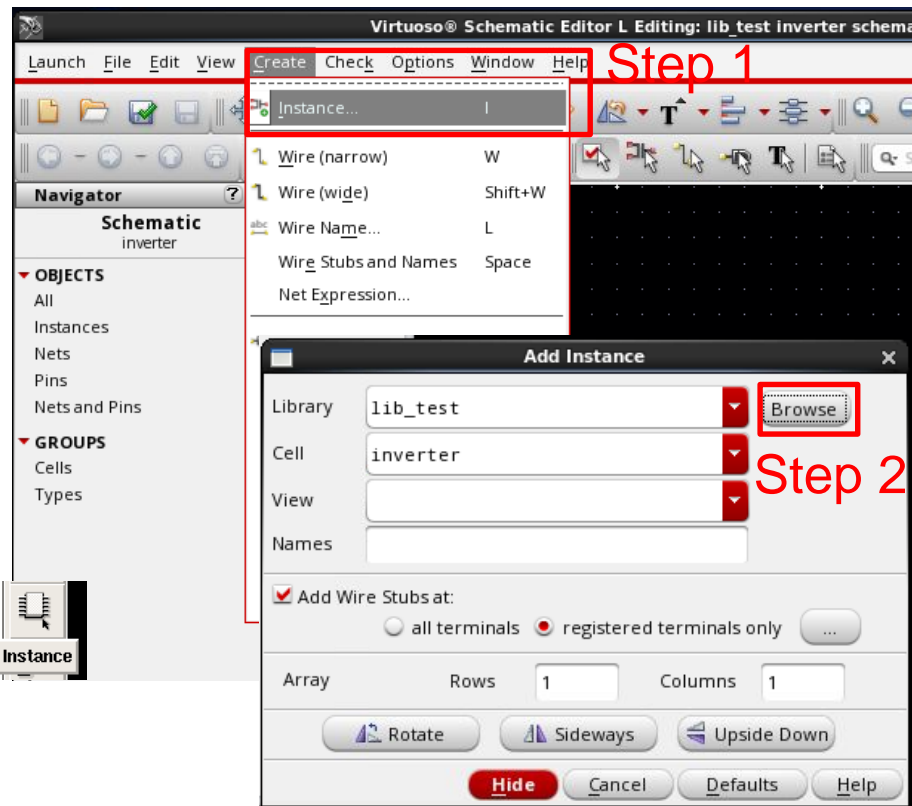 Virtuoso® Schematic Editor L Editing: lib_test inverter schema
Launch File Edit View Create Check Options Window Help
Step 1
Instance... I
Wire (narrow) W
Wire (wide) Shift+W
Wire Name... L
Wire Stubs and Names Space
Net Expression...
Navigator ?
Schematic
inverter
OBJECTS
All
Instances
Nets
Pins
Nets and Pins
GROUPS
Cells
Types
Instance
Add Instance
Library lib_test Browse
Step 2
Cell inverter
View
Names
Add Wire Stubs at:
all terminals registered terminals only ...
Array Rows 1 Columns 1
Rotate Sideways Upside Down
Hide Cancel Defaults Help